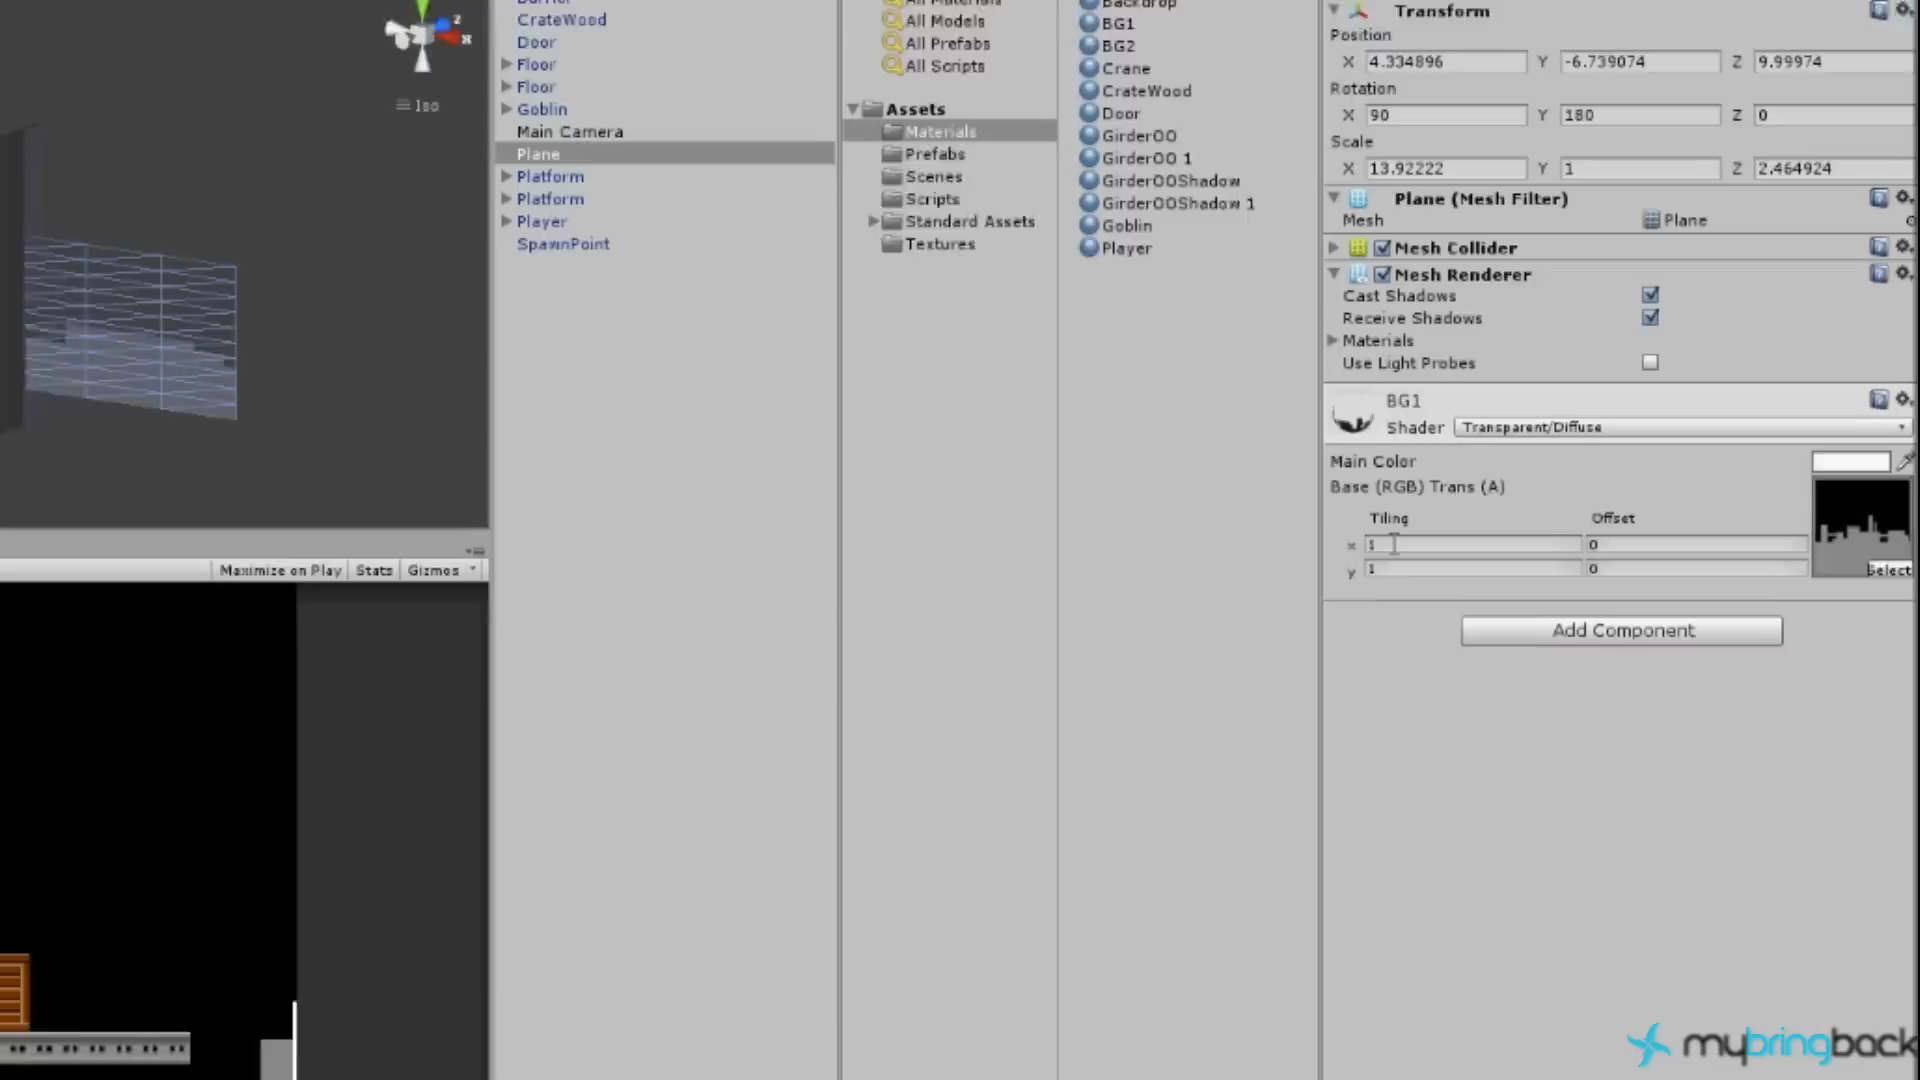 z
x
Iso
Maximize on Play Stats Gizmos
CrateWood
Door
Floor
Floor
Goblin
Main Camera
Plane
Platform
Platform
Player
SpawnPoint
All Models
All Prefabs
All Scripts
Assets
Materials
Prefabs
Scenes
Scripts
Standard Assets
Textures
Backdrop
BG1
BG2
Crane
CrateWood
Door
GirderOO
GirderOO 1
GirderOOShadow
GirderOOShadow 1
Goblin
Player
Transform
Position
X 4.334896 Y -6.739074 Z 9.99974
Rotation
X 90 Y 180 Z 0
Scale
X 13.92222 Y 1 Z 2.464924
Plane (Mesh Filter)
Mesh Plane
Mesh Collider
Mesh Renderer
Cast Shadows
Receive Shadows
Materials
Use Light Probes
BG1
Shader Transparent/Diffuse
Main Color
Base (RGB) Trans (A)
Tiling Offset
x 1 0
y 1 0
Select
Add Component
mybringback